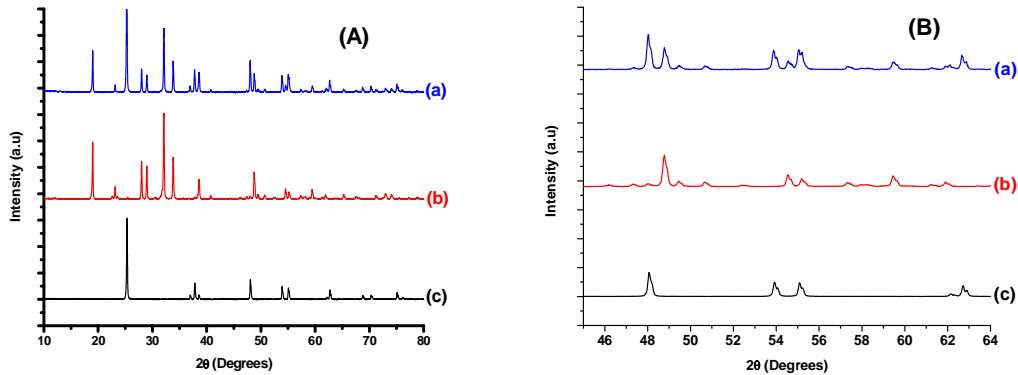 (A)
(a)
(b)
(c)
Intensity (a.u)
10 20 30 40 50 60 70 80
2θ (Degrees)
(B)
(a)
(b)
(c)
Intensity (a.u)
46 48 50 52 54 56 58 60 62 64
2θ (Degrees)